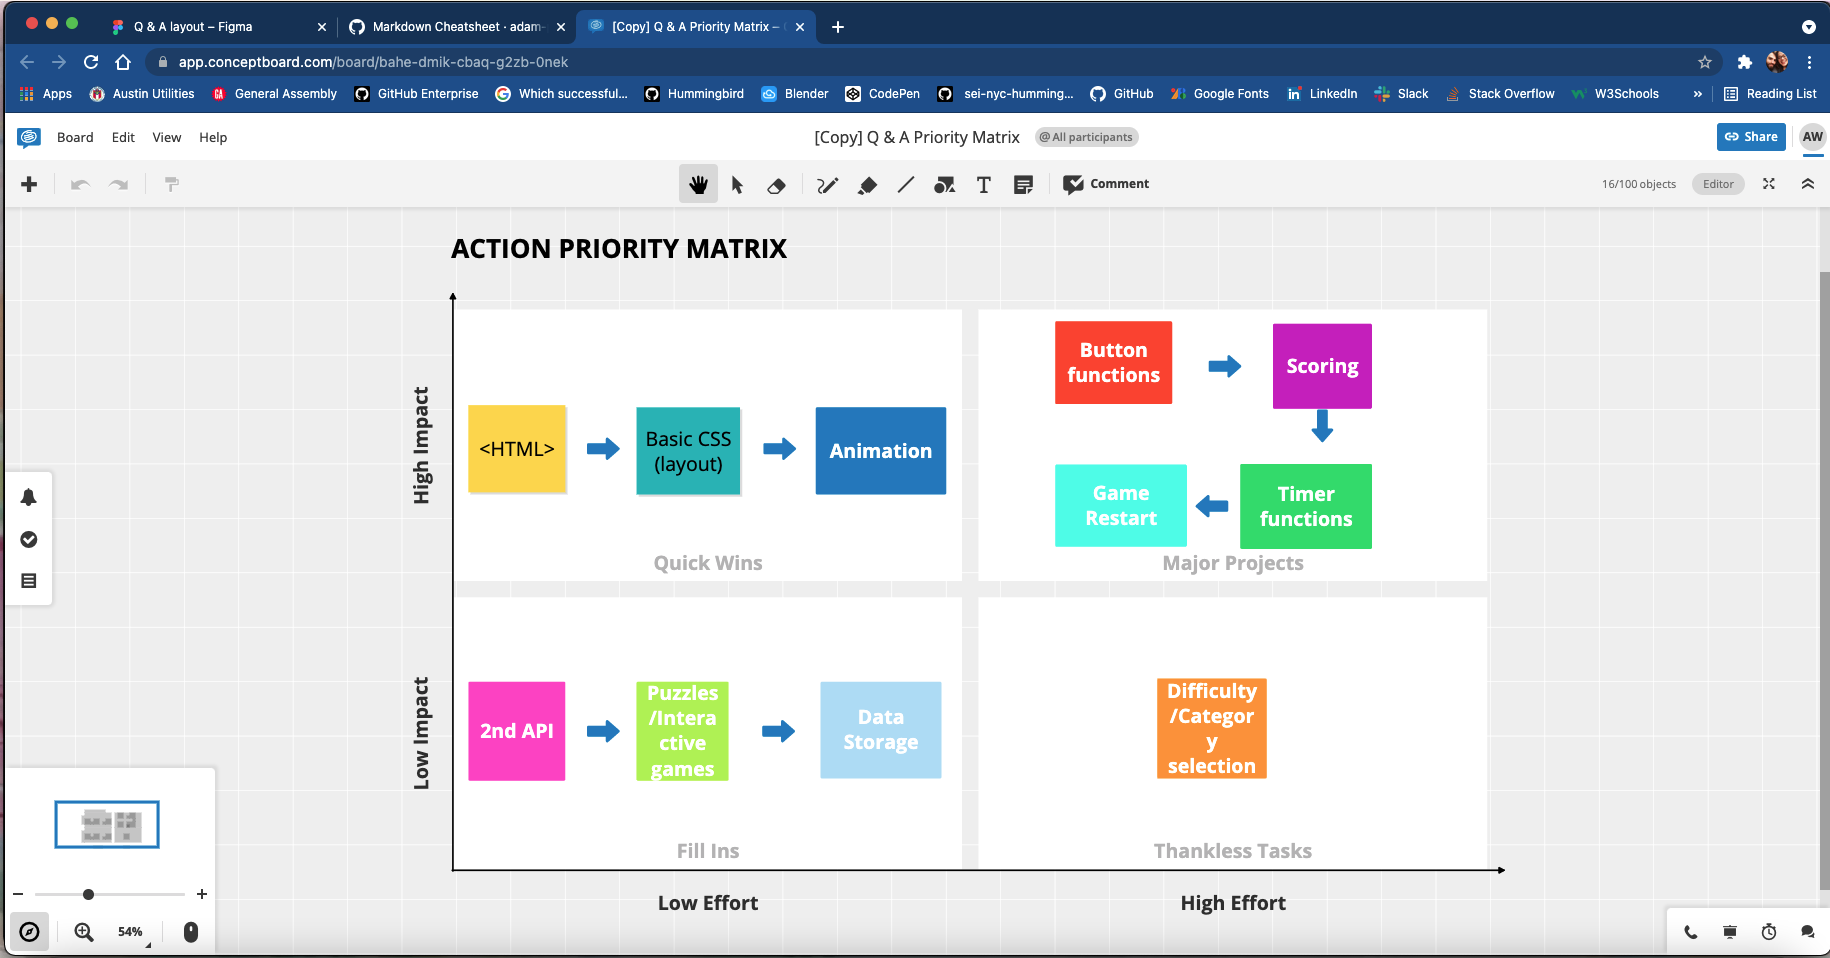 Q & A layout – Figma
Markdown Cheatsheet · adam-
[Copy] Q & A Priority Matrix –
app.conceptboard.com/board/bahe-dmik-cbaq-g2zb-0nek
Apps
Austin Utilities
GA
General Assembly
GitHub Enterprise
Which successful...
Hummingbird
Blender
CodePen
sei-nyc-humming...
GitHub
Google Fonts
in
LinkedIn
Slack
Stack Overflow
W3Schools
»
Reading List
Board
Edit
View
Help
[Copy] Q & A Priority Matrix
@ All participants
Share
AW
T
Comment
16/100 objects
Editor
ACTION PRIORITY MATRIX
High Impact
<HTML>
Basic CSS
(layout)
Animation
Quick Wins
Button
functions
Scoring
Game
Restart
Timer
functions
Major Projects
Low Impact
2nd API
Puzzles
/Intera
ctive
games
Data
Storage
Fill Ins
Difficulty
/Categor
y
selection
Thankless Tasks
Low Effort
High Effort
54%